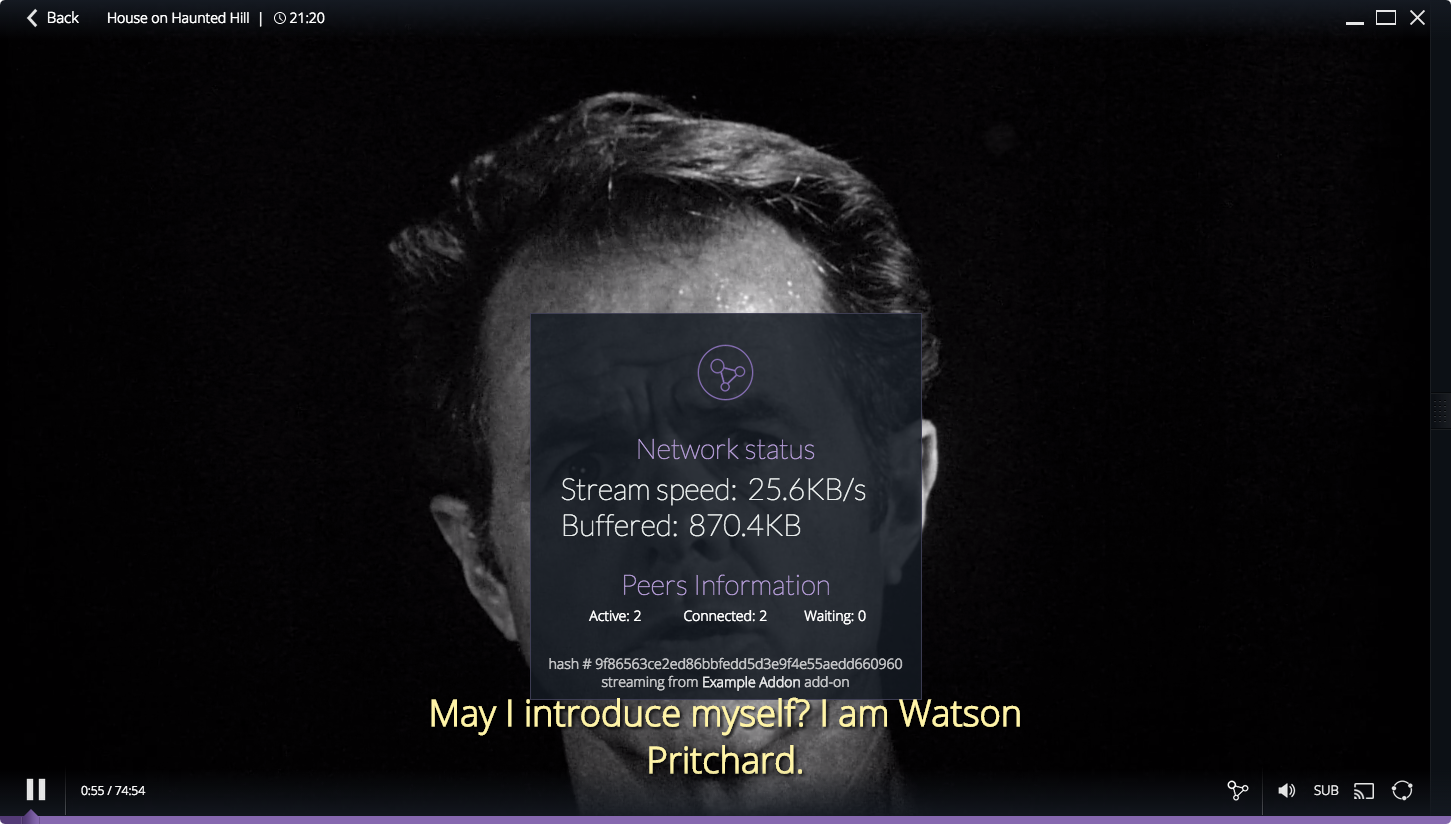 Back House on Haunted Hill | 21:20
Network status
Stream speed: 25.6KB/s
Buffered: 870.4KB
Peers Information
Active: 2 Connected: 2 Waiting: 0
hash # 9f86563ce2ed86bbfedd5d3e9f4e55aedd660960
streaming from Example Addon add-on
May I introduce myself? I am Watson
Pritchard.
0:55 / 74:54 SUB